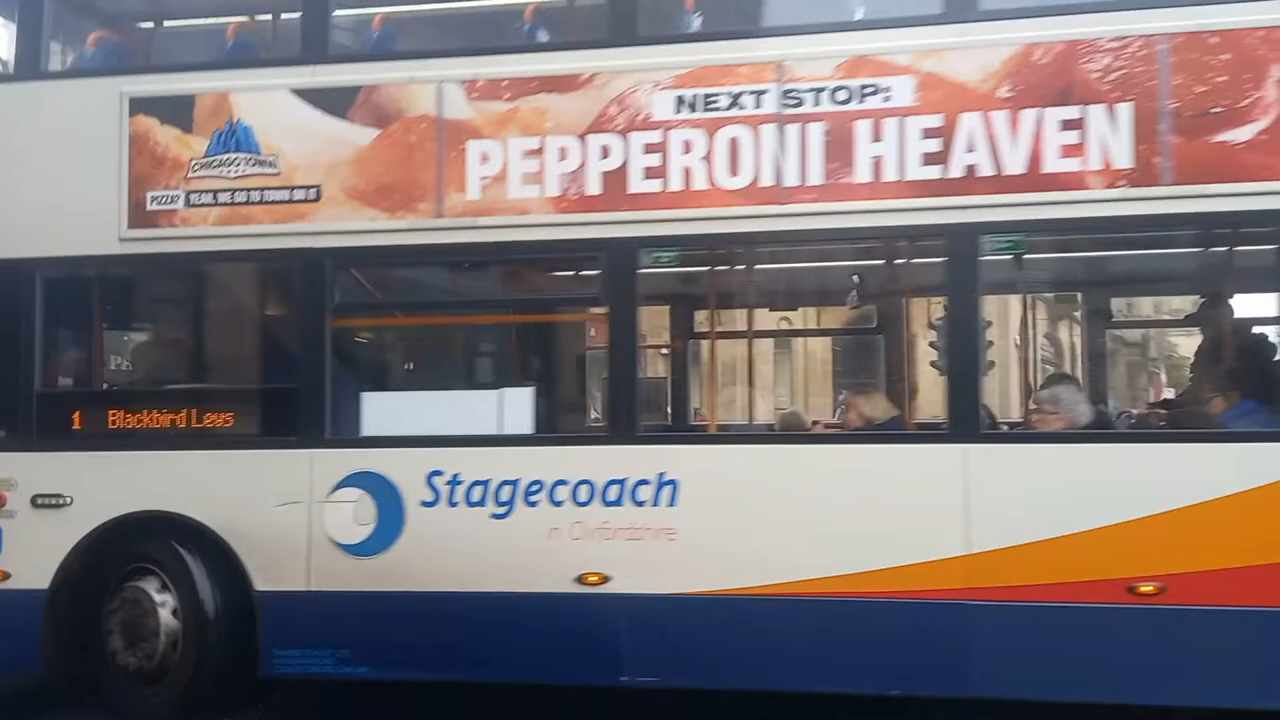 NEXT STOP:
PEPPERONI HEAVEN
CHICAGO TOWN
PIZZA? YEAH, WE GO TO TOWN ON IT
1 Blackbird Leys
Stagecoach
in Oxfordshire